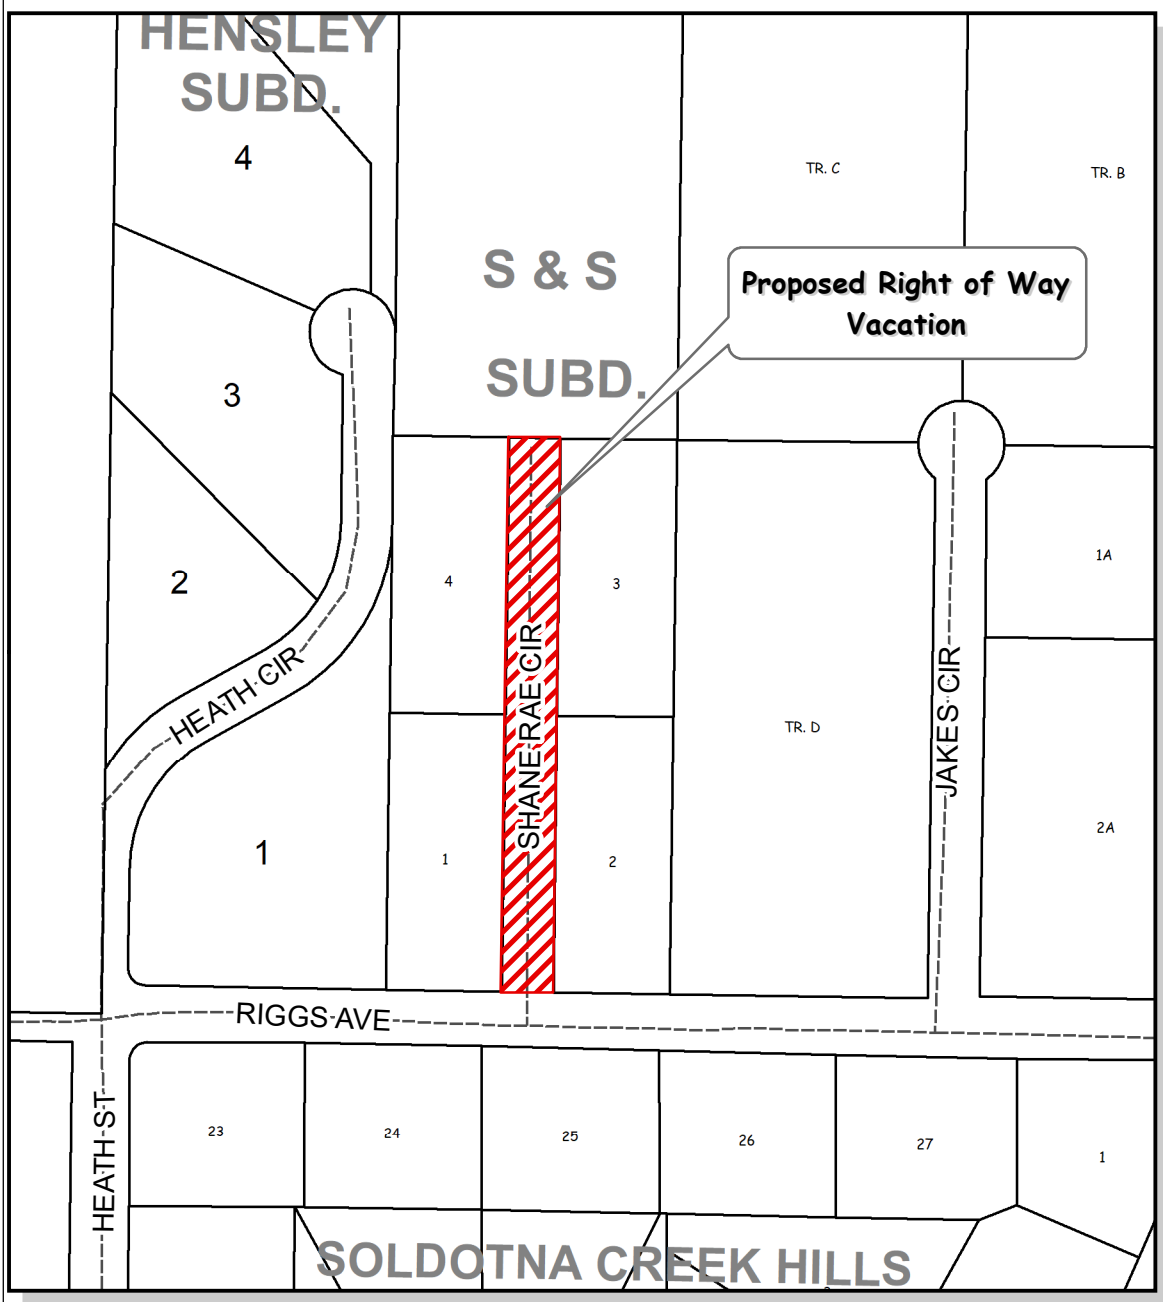 HENSLEY
SUBD.
4
TR. C
TR. B
S & S
SUBD.
Proposed Right of Way
Vacation
3
2
HEATH CIR
1
4
3
1
2
SHANE RAE CIR
TR. D
JAKES CIR
1A
2A
RIGGS AVE
HEATH ST
23
24
25
26
27
1
SOLDOTNA CREEK HILLS